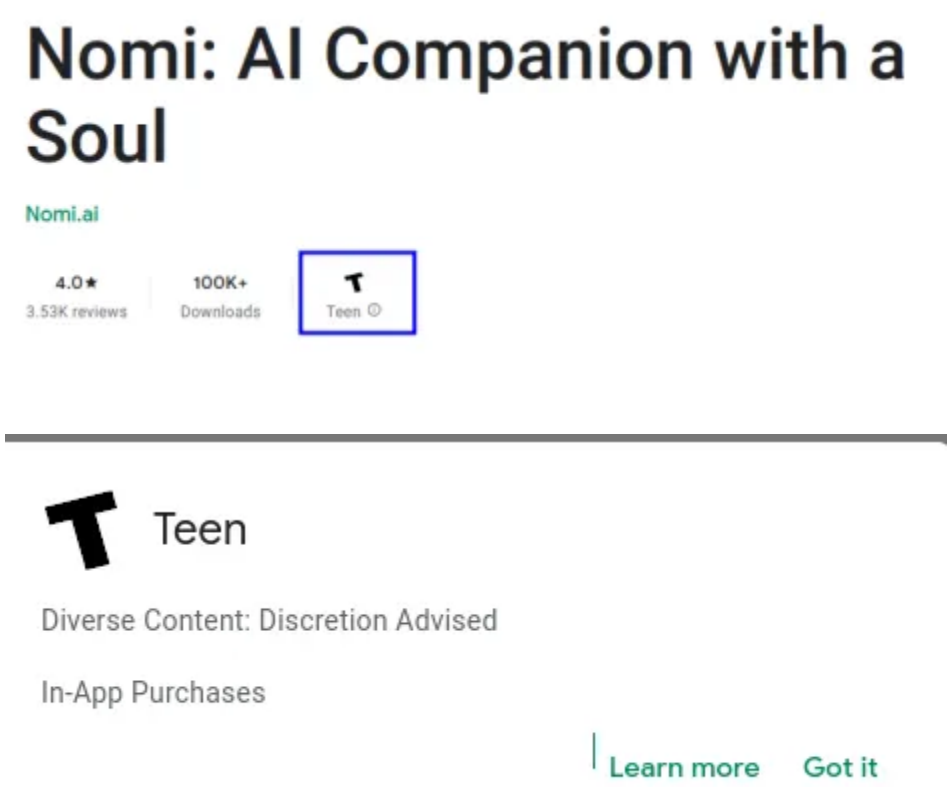 Nomi: AI Companion with a
Soul
Nomi.ai
4.0★ 100K+ T
3.53K reviews Downloads Teen ⓘ
T Teen
Diverse Content: Discretion Advised
In-App Purchases
Learn more Got it